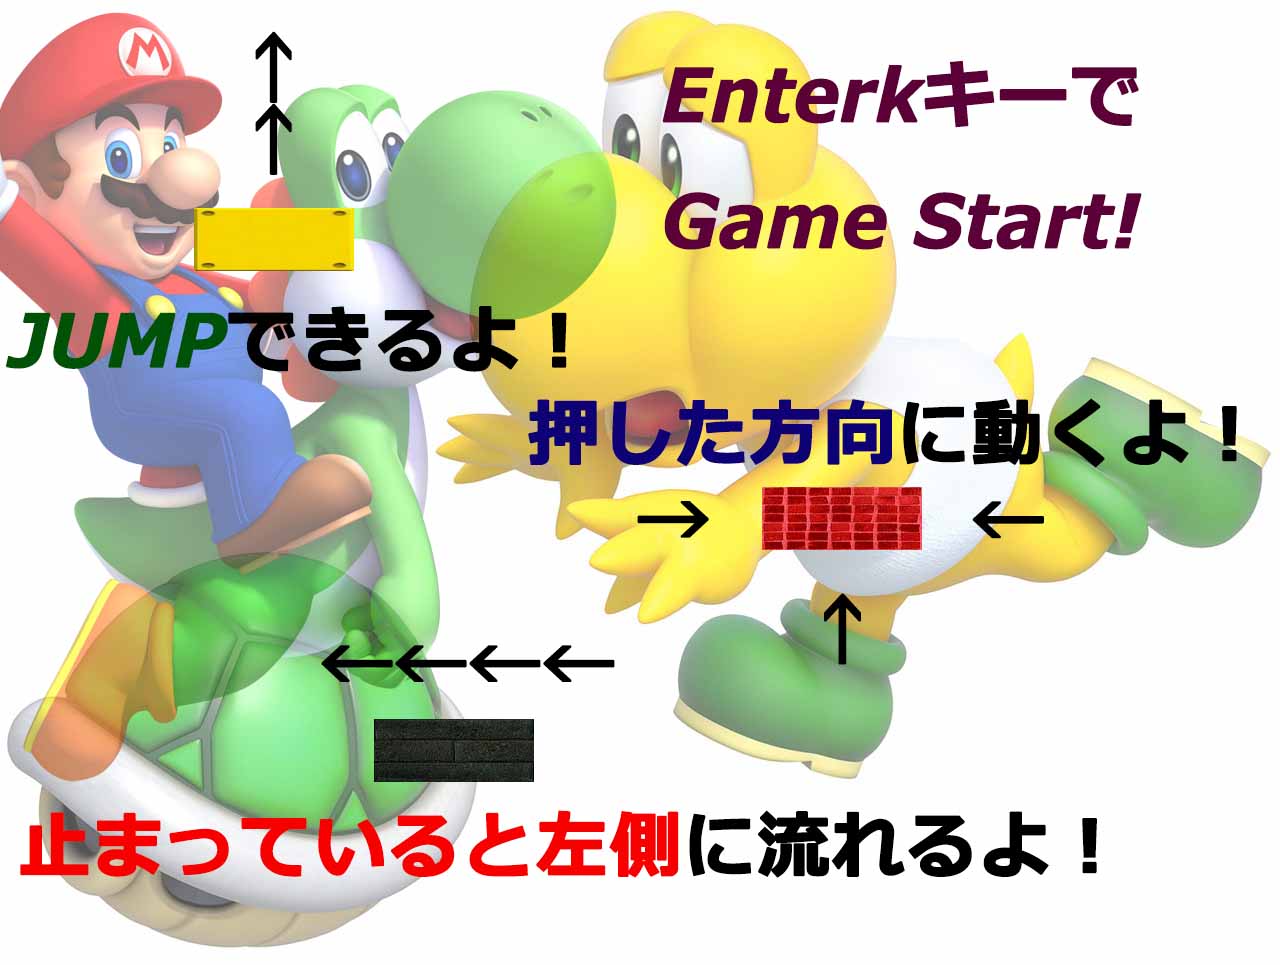 M
Enterkキーで
Game Start!
JUMPできるよ！
押した方向に動くよ！
止まっていると左側に流れるよ！